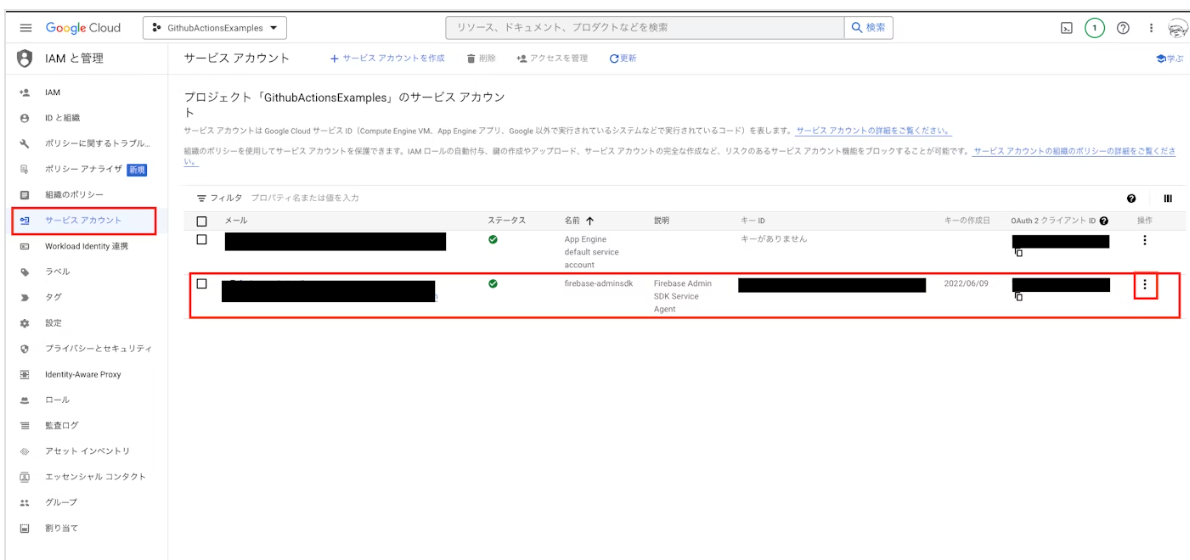 Google Cloud
GithubActionsExamples
リソース、ドキュメント、プロダクトなどを検索
検索
1
IAM と管理
サービス アカウント
サービス アカウントを作成
削除
アクセスを管理
更新
学ぶ
IAM
ID と組織
ポリシーに関するトラブル...
ポリシー アナライザ 新規
組織のポリシー
サービス アカウント
Workload Identity 連携
ラベル
タグ
設定
プライバシーとセキュリティ
Identity-Aware Proxy
ロール
監査ログ
アセット インベントリ
エッセンシャル コンタクト
グループ
割り当て
プロジェクト「GithubActionsExamples」のサービス アカウン
ト
サービス アカウントは Google Cloud サービス ID（Compute Engine VM、App Engine アプリ、Google 以外で実行されているシステムなどで実行されているコード）を表します。 サービス アカウントの詳細をご覧ください。
組織のポリシーを使用してサービス アカウントを保護できます。IAM ロールの自動付与、鍵の作成やアップロード、サービス アカウントの完全な作成など、リスクのあるサービス アカウント機能をブロックすることが可能です。 サービス アカウントの組織のポリシーの詳細をご覧くださ
い。
フィルタ プロパティ名または値を入力
メール ステータス 名前 説明 キー ID キーの作成日 OAuth 2 クライアント ID 操作
App Engine キーがありません
default service
account
firebase-adminsdk Firebase Admin 2022/06/09
SDK Service
Agent